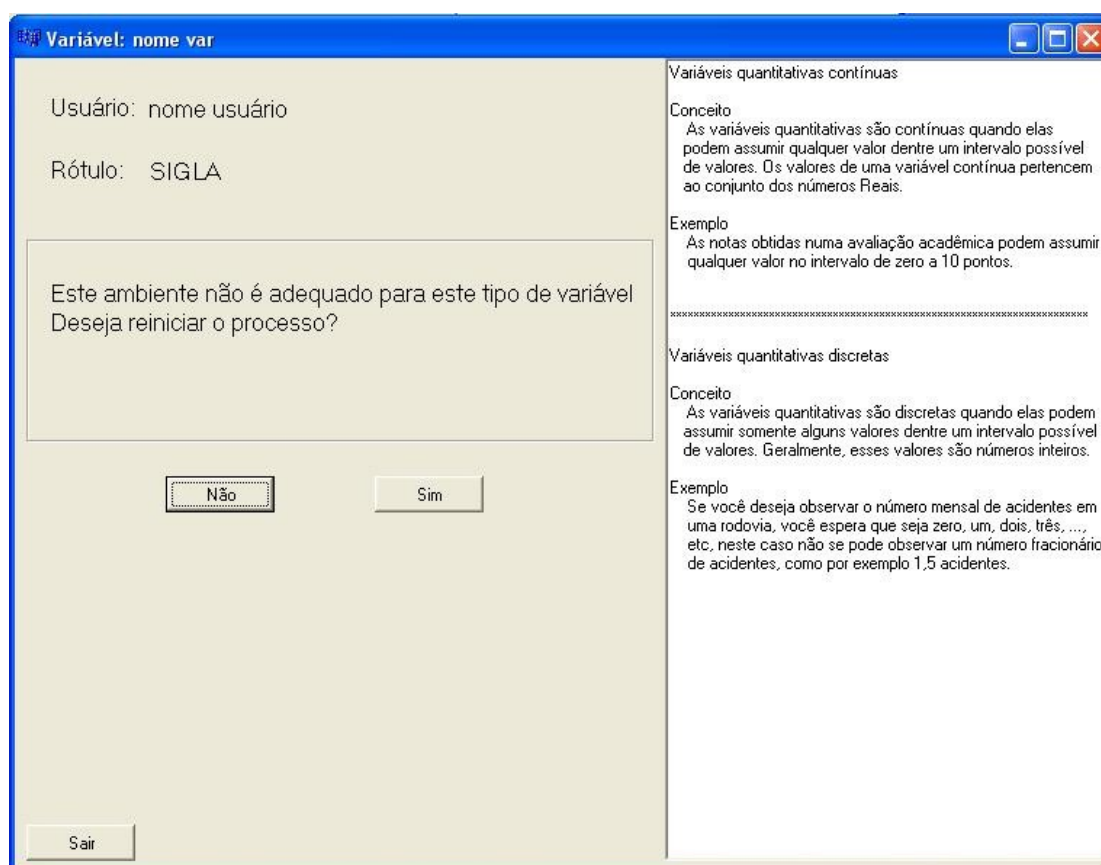 Variável: nome var
Usuário: nome usuário
Rótulo: SIGLA
Este ambiente não é adequado para este tipo de variável
Deseja reiniciar o processo?
Não
Sim
Sair
Variáveis quantitativas contínuas
Conceito
As variáveis quantitativas são contínuas quando elas
podem assumir qualquer valor dentre um intervalo possível
de valores. Os valores de uma variável contínua pertencem
ao conjunto dos números Reais.
Exemplo
As notas obtidas numa avaliação acadêmica podem assumir
qualquer valor no intervalo de zero a 10 pontos.
Variáveis quantitativas discretas
Conceito
As variáveis quantitativas são discretas quando elas podem
assumir somente alguns valores dentre um intervalo possível
de valores. Geralmente, esses valores são números inteiros.
Exemplo
Se você deseja observar o número mensal de acidentes em
uma rodovia, você espera que seja zero, um, dois, três, ...,
etc, neste caso não se pode observar um número fracionário
de acidentes, como por exemplo 1,5 acidentes.